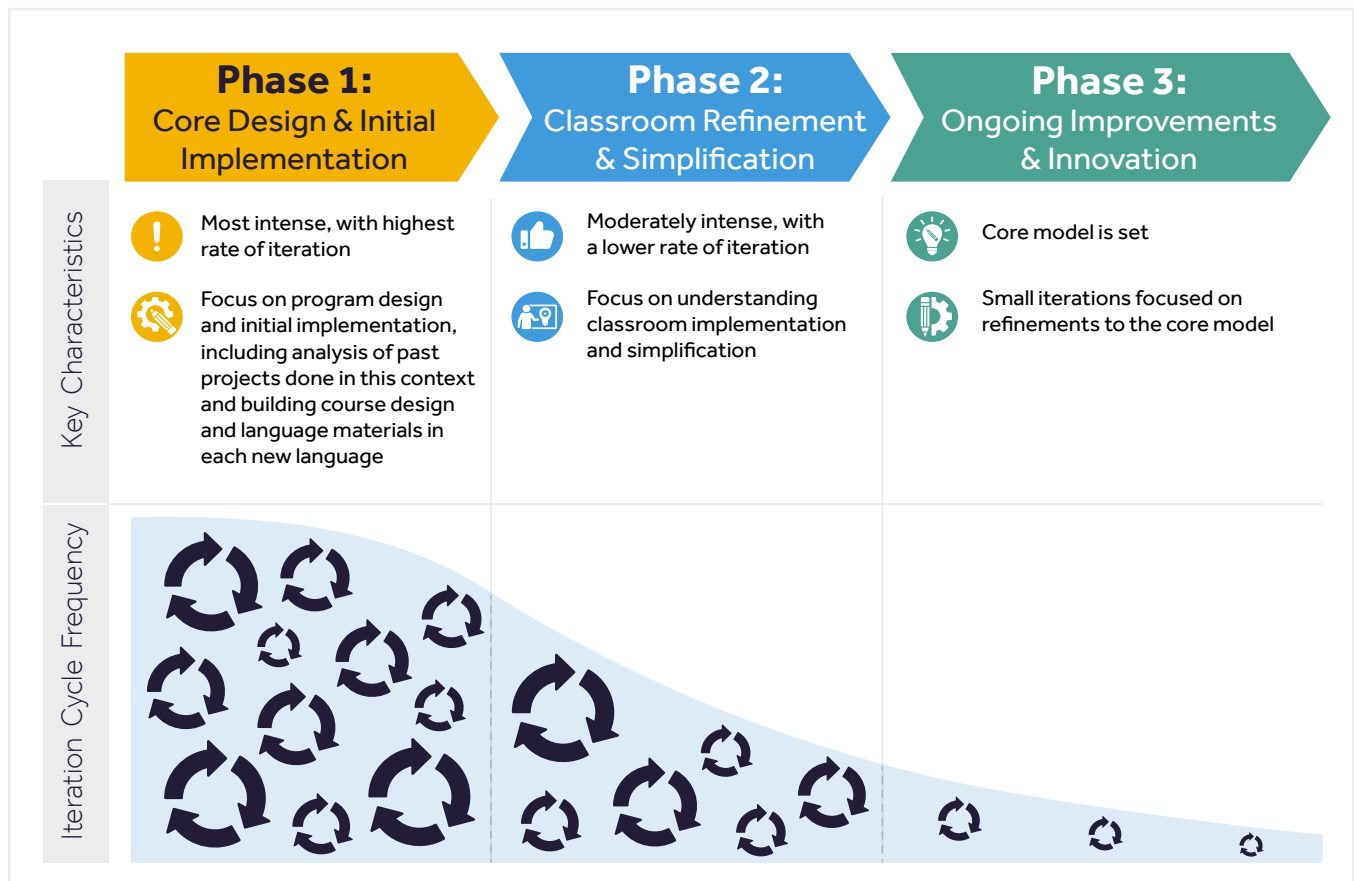 Phase 1:
Core Design & Initial
Implementation
Phase 2:
Classroom Refinement
& Simplification
Phase 3:
Ongoing Improvements
& Innovation
Key Characteristics
Most intense, with highest
rate of iteration
Focus on program design
and initial implementation,
including analysis of past
projects done in this context
and building course design
and language materials in
each new language
Moderately intense, with
a lower rate of iteration
Focus on understanding
classroom implementation
and simplification
Core model is set
Small iterations focused on
refinements to the core model
Iteration Cycle Frequency